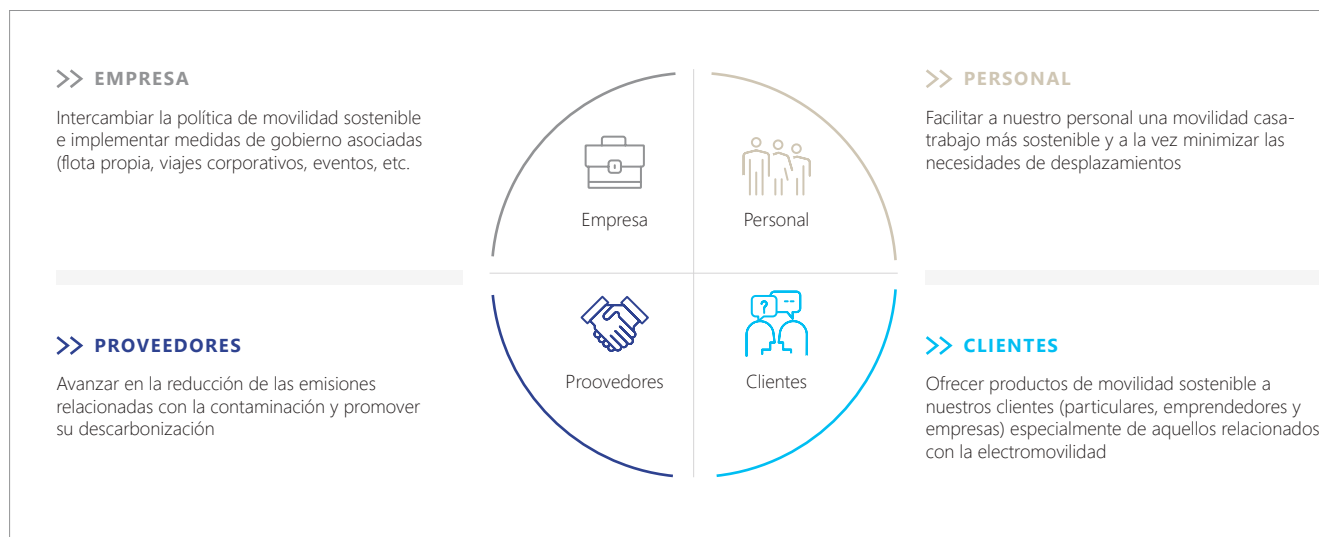 EMPRESA
Intercambiar la política de movilidad sostenible
e implementar medidas de gobierno asociadas
(flota propia, viajes corporativos, eventos, etc.
PERSONAL
Facilitar a nuestro personal una movilidad casa-
trabajo más sostenible y a la vez minimizar las
necesidades de desplazamientos
Empresa
Personal
?
--
Proovedores
Clientes
PROVEEDORES
Avanzar en la reducción de las emisiones
relacionadas con la contaminación y promover
su descarbonización
CLIENTES
Ofrecer productos de movilidad sostenible a
nuestros clientes (particulares, emprendedores y
empresas) especialmente de aquellos relacionados
con la electromovilidad